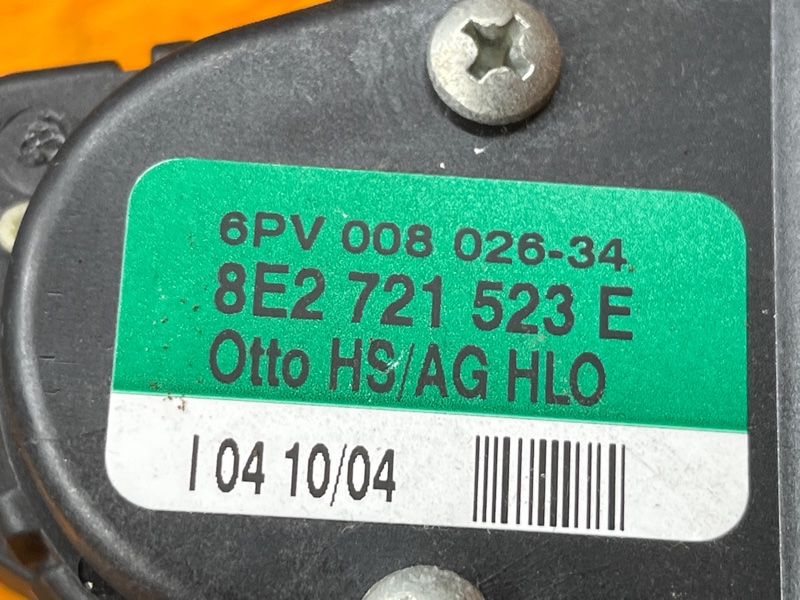 6PV 008 026-34
8E2 721 523 E
Otto HS/AG HLO
I 04 10/04